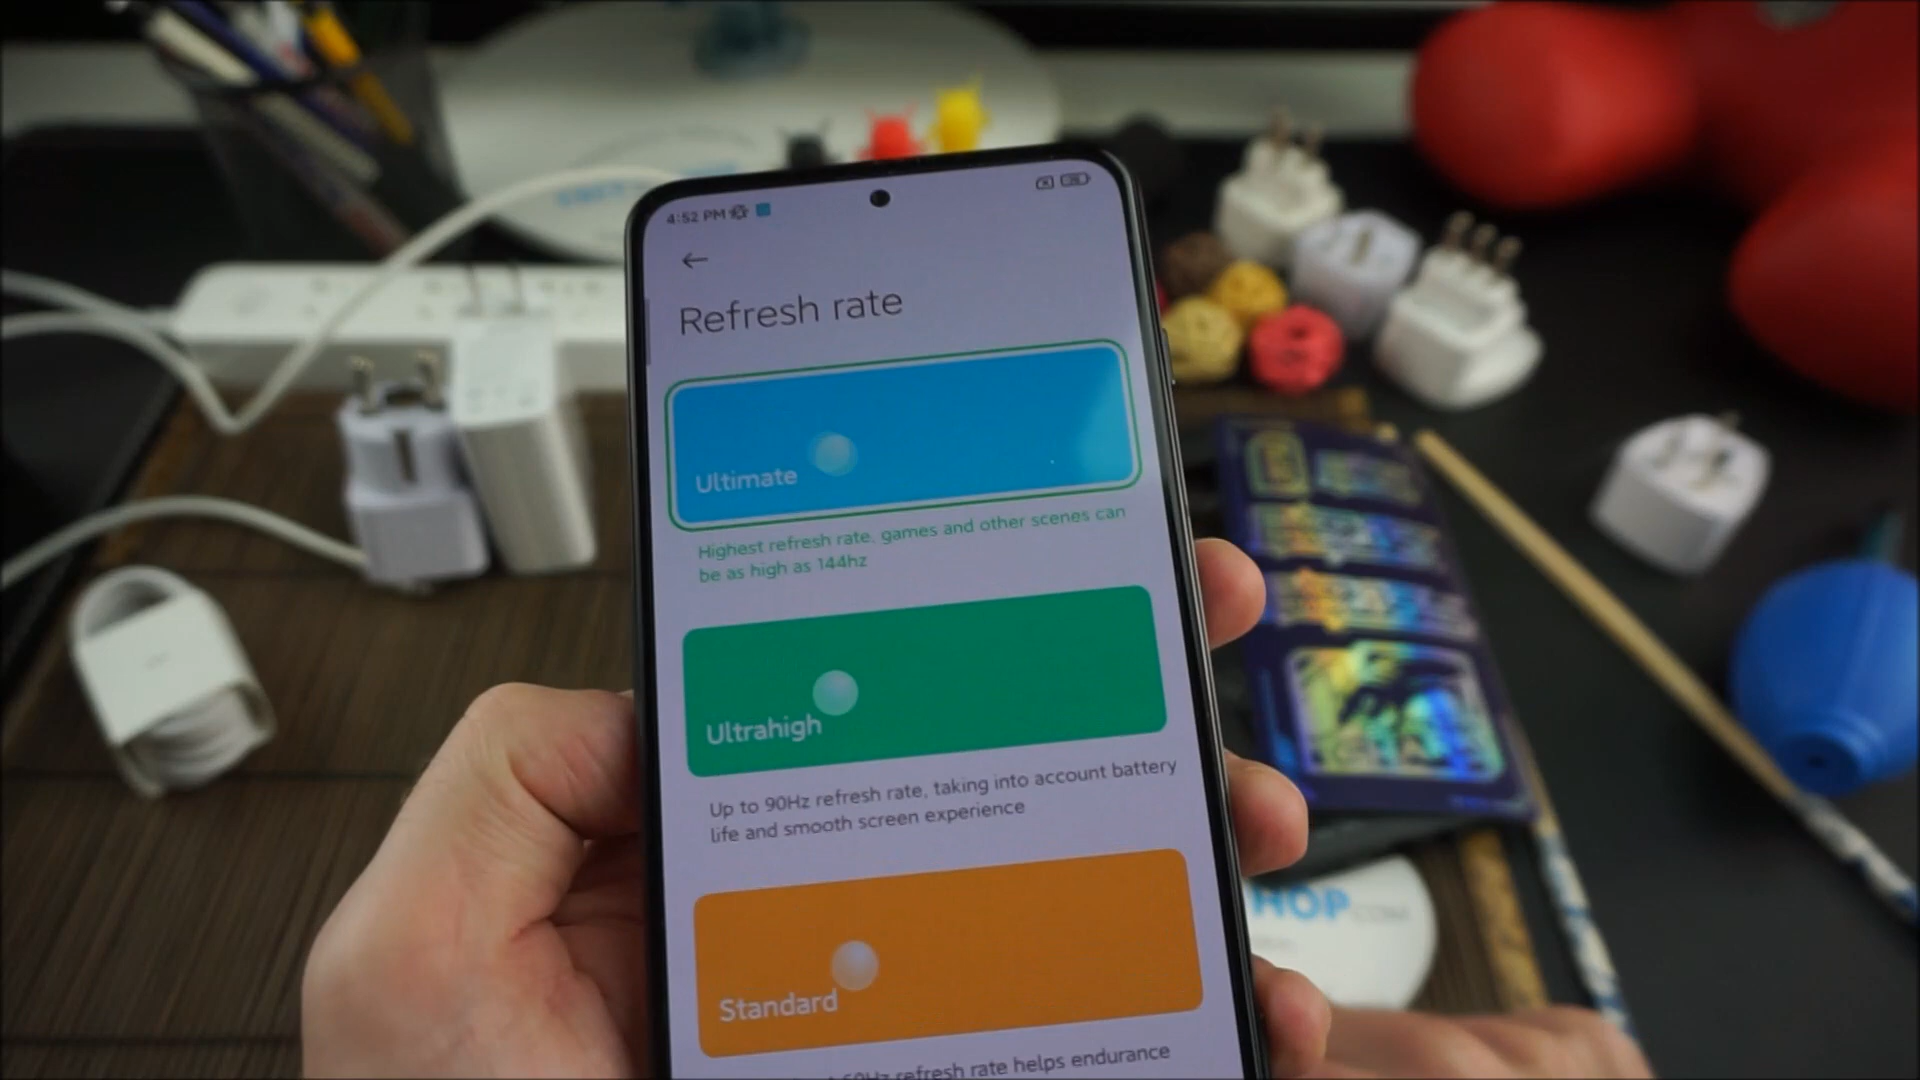 4:52 PM
Refresh rate
Ultimate
Highest refresh rate, games and other scenes can
be as high as 144hz
Ultrahigh
Up to 90Hz refresh rate, taking into account battery
life and smooth screen experience
Standard
60Hz refresh rate helps endurance
HOP